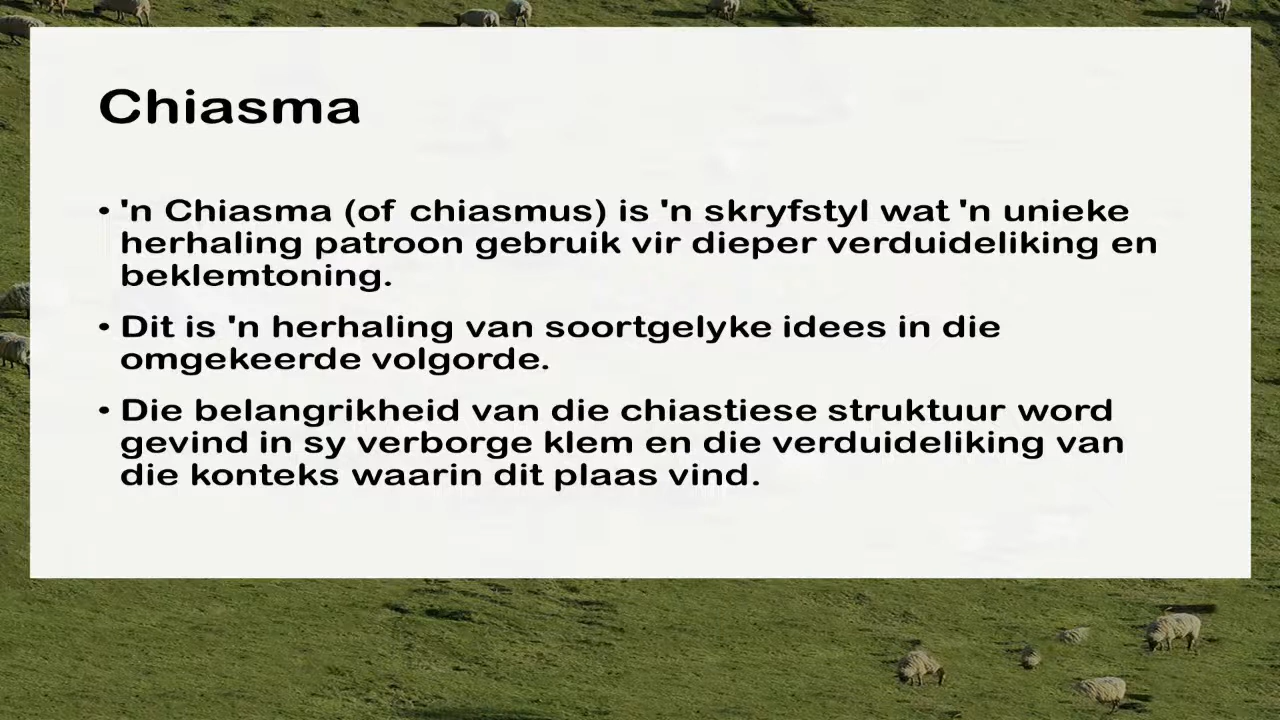 Chiasma
• 'n Chiasma (of chiasmus) is 'n skryfstyl wat 'n unieke
herhaling patroon gebruik vir dieper verduideliking en
beklemtoning.
• Dit is 'n herhaling van soortgelyke idees in die
omgekeerde volgorde.
• Die belangrikheid van die chiastiese struktuur word
gevind in sy verborge klem en die verduideliking van
die konteks waarin dit plaas vind.